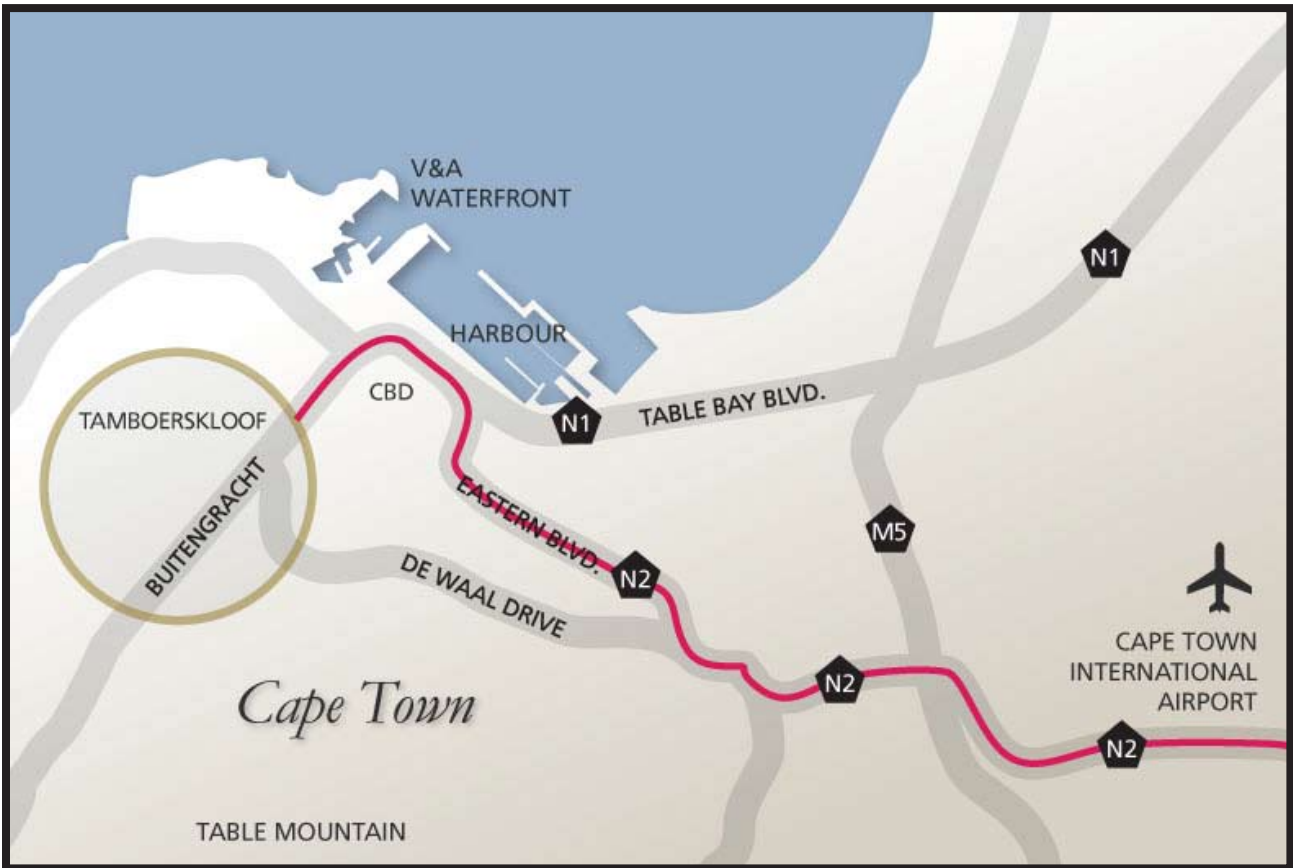 V&A
WATERFRONT
N1
HARBOUR
CBD
TABLE BAY BLVD.
TAMBOERSKLOOF
N1
BUITENGRACHT
EASTERN BLVD.
M5
DE WAAL DRIVE
N2
CAPE TOWN
INTERNATIONAL
AIRPORT
N2
Cape Town
N2
TABLE MOUNTAIN